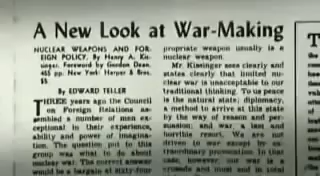 A New Look at War-Making
NUCLEAR WEAPONS AND FOR-
EIGN POLICY. By Henry A. Kis-
singer. Foreword by Gordon Dean.
455 pp. New York: Harper & Bros.
$5
By EDWARD TELLER
THREE years ago the Council
on Foreign Relations as-
sembled a number of men ex-
ceptional in their experience,
ability and power of imagina-
tion. The question put to this
group was what to do about
nuclear war. The correct answer
would be a bargain at sixty-four
propriate weapon usually is a
nuclear weapon.
Mr. Kissinger sees clearly and
states clearly that limited nu-
clear war is unacceptable to our
traditional thinking. To us peace
is the natural state; diplomacy,
a method to arrive at this state
by the way of reason and per-
suasion; and war, a last and
horrible resort. We are not
driven to war except by ex-
traordinary provocation. In that
case, however, our war is a
crusade and must end in total
T